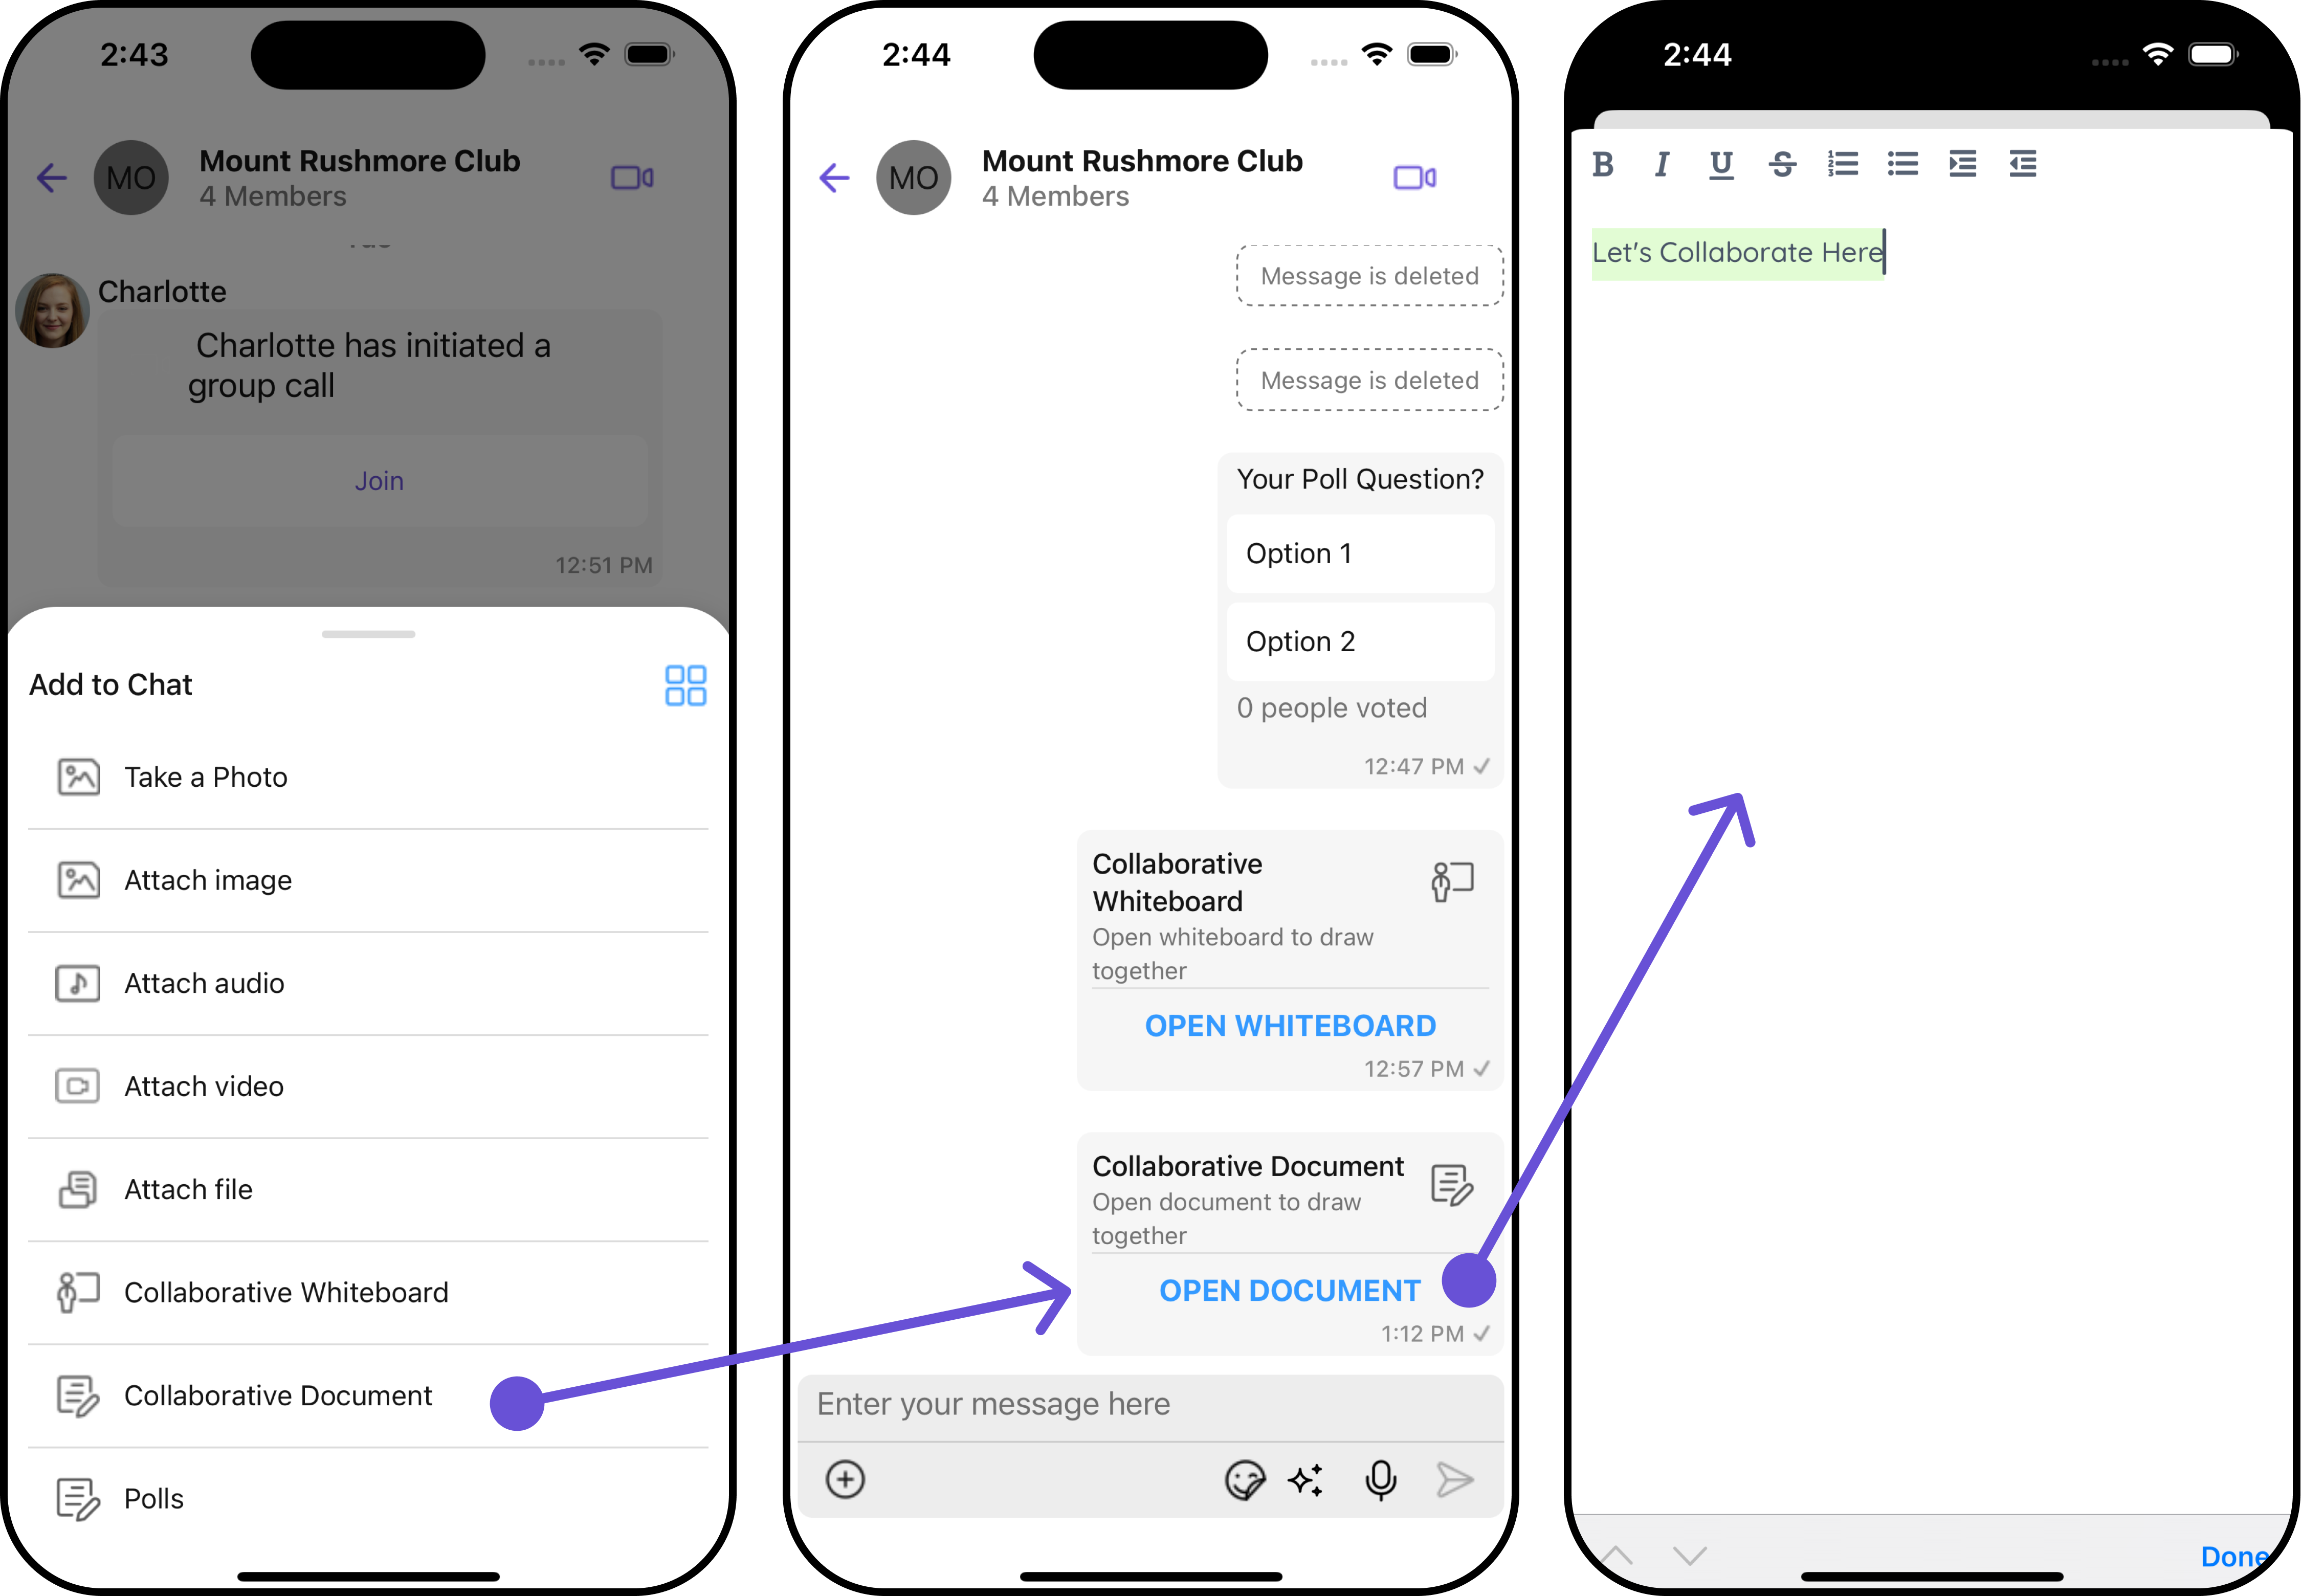 2:43
MO
Mount Rushmore Club
4 Members
Charlotte
Charlotte has initiated a
group call
Join
12:51 PM
Add to Chat
Take a Photo
Attach image
Attach audio
Attach video
Attach file
Collaborative Whiteboard
Collaborative Document
Polls
2:44
MO
Mount Rushmore Club
4 Members
Message is deleted
Message is deleted
Your Poll Question?
Option 1
Option 2
0 people voted
12:47 PM
Collaborative
Whiteboard
Open whiteboard to draw
together
OPEN WHITEBOARD
12:57 PM
Collaborative Document
Open document to draw
together
OPEN DOCUMENT
1:12 PM
Enter your message here
2:44
B I U S
Let's Collaborate Here
Done